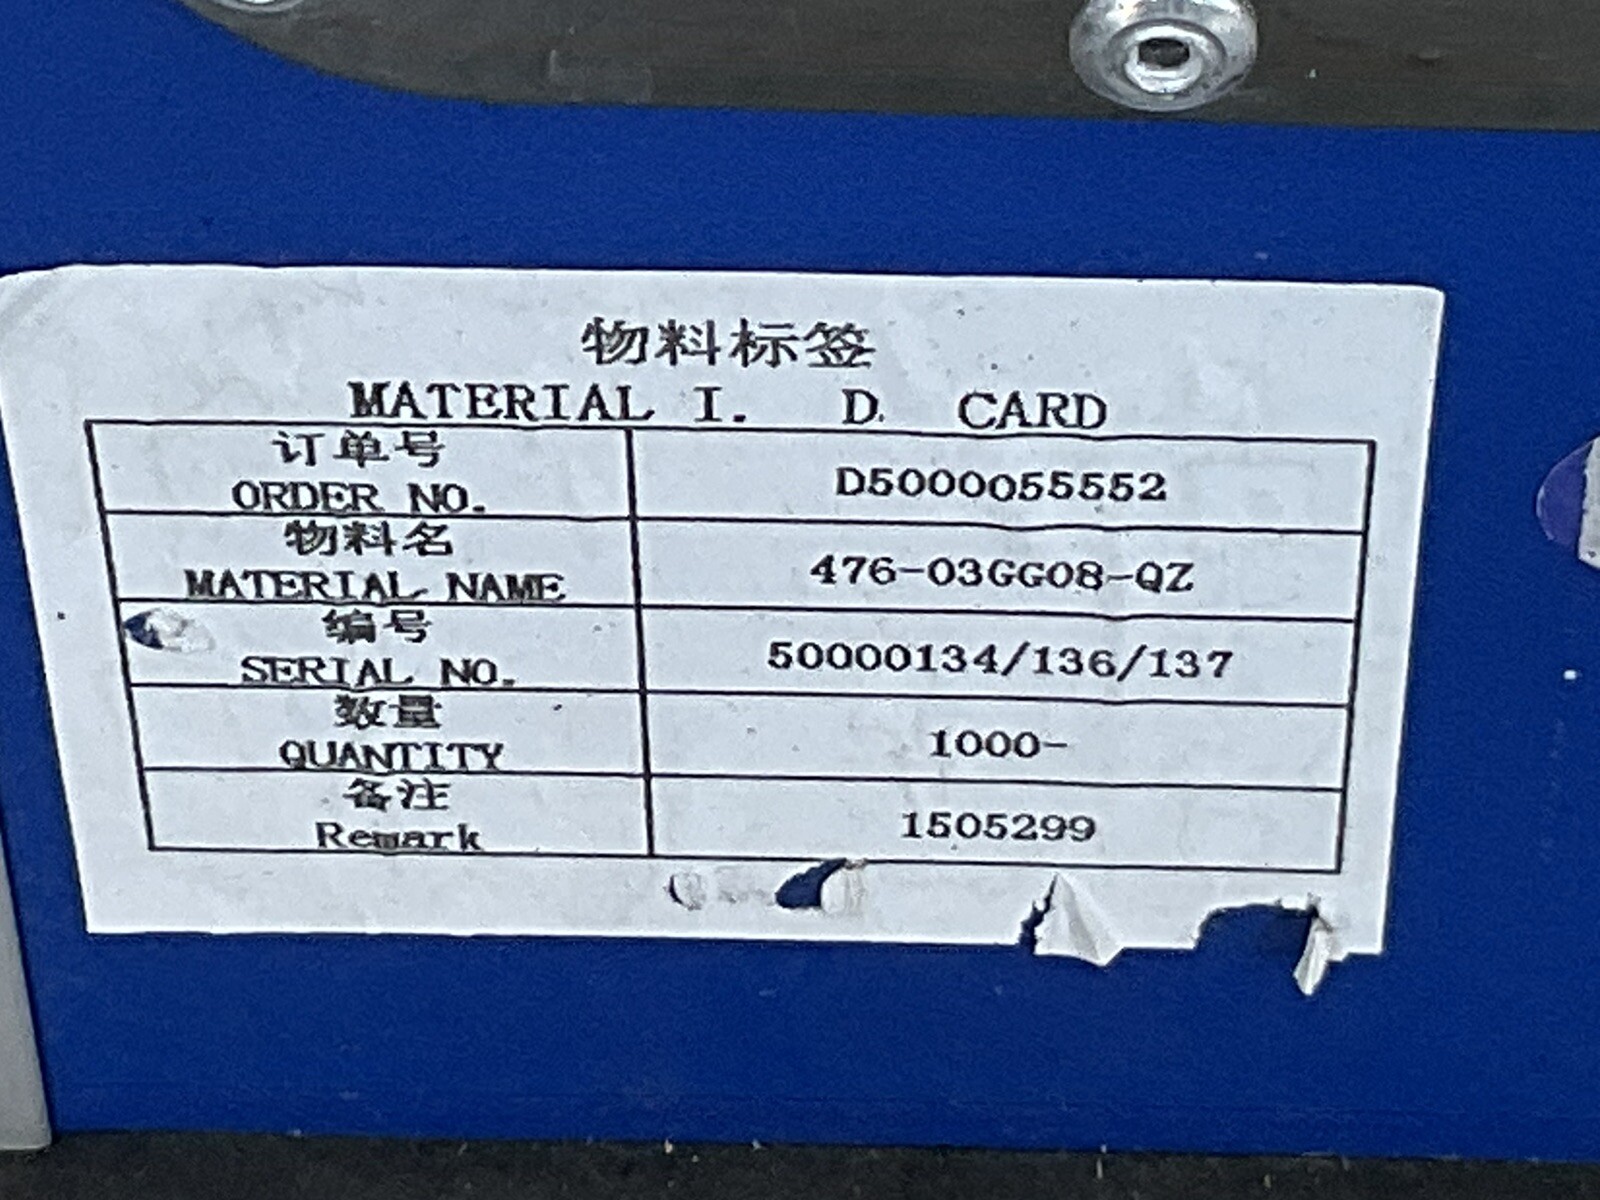 物料标签
MATERIAL I. D. CARD
订单号
ORDER NO.
D5000055552
物料名
MATERIAL NAME
476-03GG08-QZ
编号
SERIAL NO.
50000134/136/137
数量
QUANTITY
1000-
备注
Remark
1505299